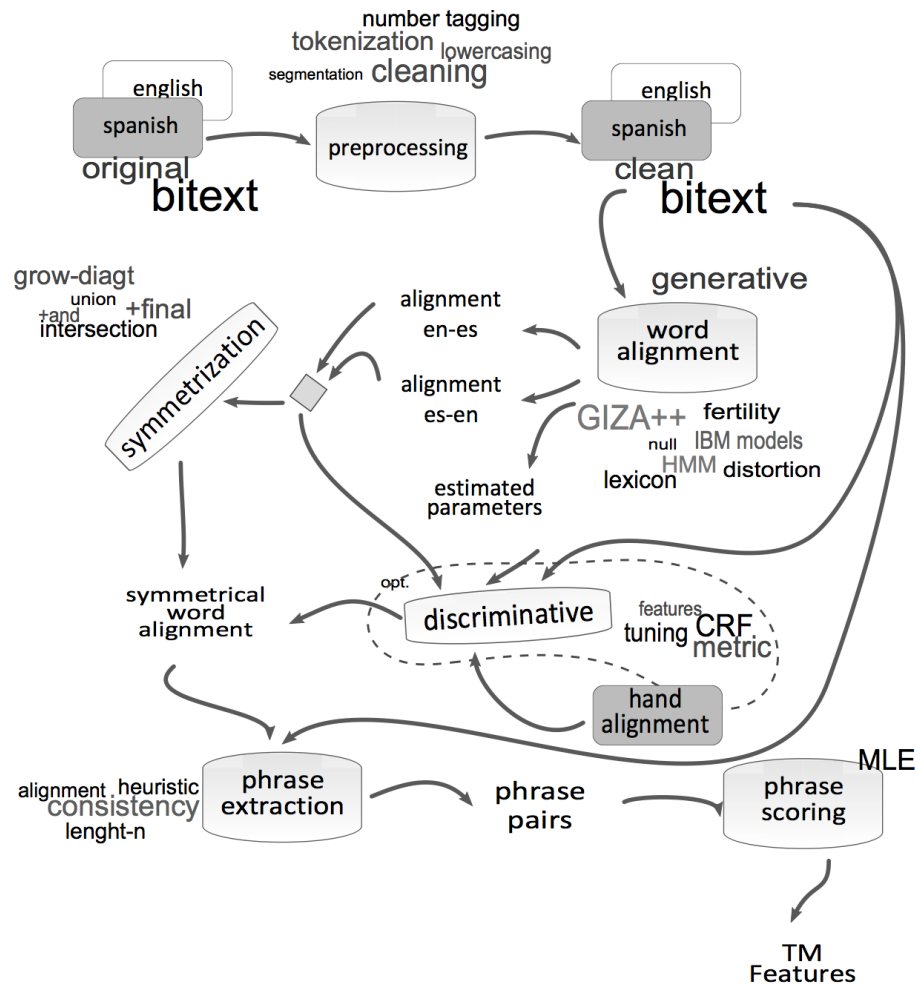 number tagging
tokenization
lowercasing
segmentation
cleaning
english
spanish
original
bitext
preprocessing
english
spanish
clean
bitext
grow-diagt
union
+and
+final
intersection
symmetrization
alignment
en-es
alignment
es-en
generative
word
alignment
GIZA++
fertility
null
IBM models
HMM
lexicon
distortion
estimated
parameters
opt.
discriminative
features
tuning
CRF
metric
symmetrical
word
alignment
hand
alignment
alignment
heuristic
consistency
lenght-n
phrase
extraction
phrase
pairs
MLE
phrase
scoring
TM
Features